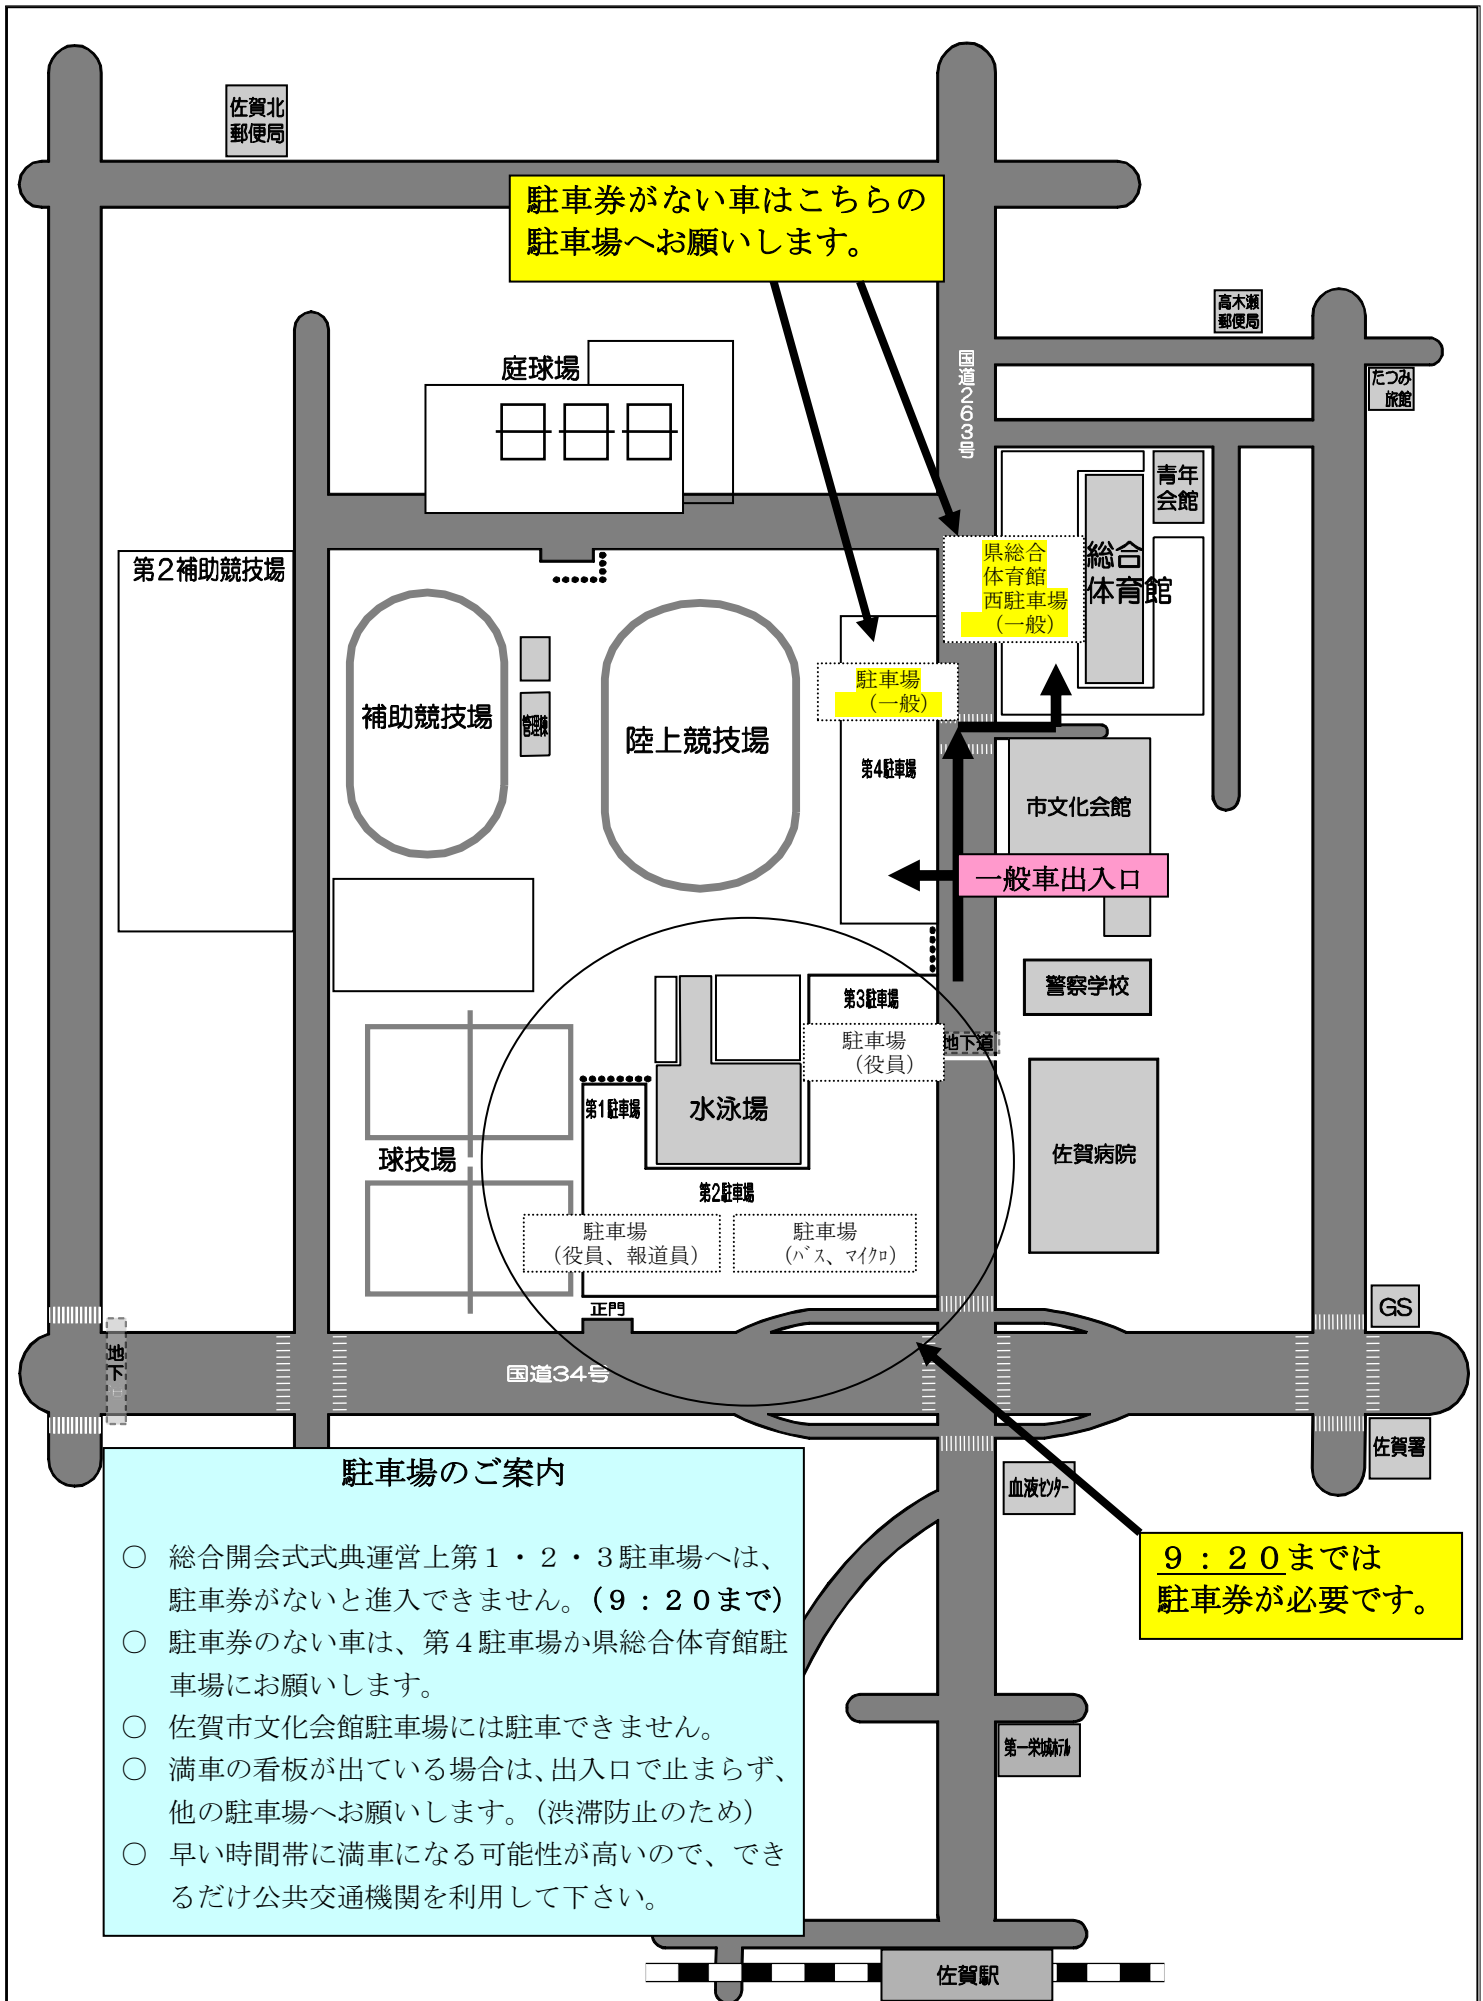 佐賀北
郵便局
駐車券がない車はこちらの
駐車場へお願いします。
高木瀬
郵便局
国道263号
庭球場
たつみ
旅館
青年
会館
第2補助競技場
県総合
体育館
西駐車場
（一般）
総合
体育館
駐車場
（一般）
補助競技場
管理棟
陸上競技場
第4駐車場
市文化会館
一般車出入口
警察学校
第3駐車場
駐車場
（役員）
地下道
第1駐車場
水泳場
球技場
佐賀病院
第2駐車場
駐車場
（役員、報道員）
駐車場
（ﾊﾞｽ、ﾏｲｸﾛ）
正門
GS
国道34号
佐賀署
血液ｾﾝﾀｰ
駐車場のご案内
○ 総合開会式式典運営上第１・２・３駐車場へは、
駐車券がないと進入できません。（９：２０まで）
○ 駐車券のない車は、第４駐車場か県総合体育館駐
車場にお願いします。
○ 佐賀市文化会館駐車場には駐車できません。
○ 満車の看板が出ている場合は、出入口で止まらず、
他の駐車場へお願いします。（渋滞防止のため）
○ 早い時間帯に満車になる可能性が高いので、でき
るだけ公共交通機関を利用して下さい。
９：２０までは
駐車券が必要です。
第一栄城ﾎﾃﾙ
佐賀駅